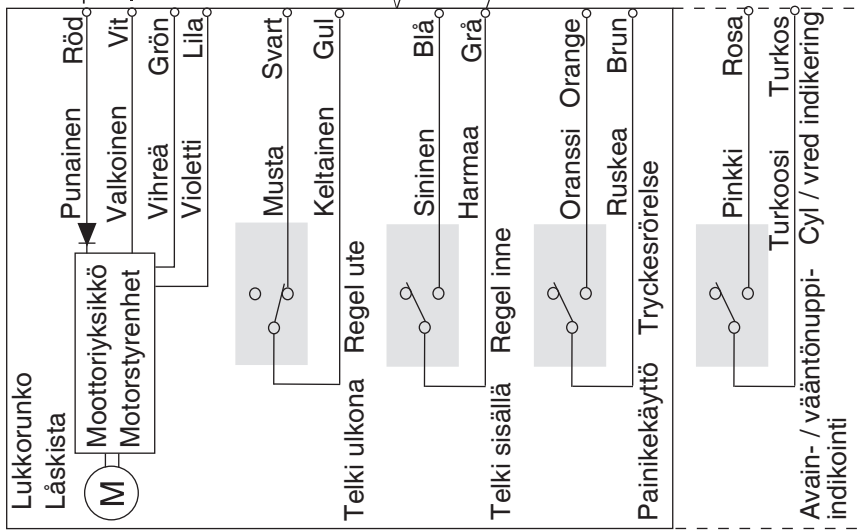 Lukkorunko
Låskista
M
Moottoriyksikkö
Motorstyrenhet
Punainen Röd
Valkoinen Vit
Vihreä Grön
Violetti Lila
Musta Svart
Keltainen Gul
Telki ulkona Regel ute
Sininen Blå
Harmaa Grå
Telki sisällä Regel inne
Oranssi Orange
Ruskea Brun
Painikekäyttö Tryckesrörelse
Pinkki Rosa
Turkoosi Turkos
Avain- / vääntönuppi- Cyl / vred indikering
indikointi